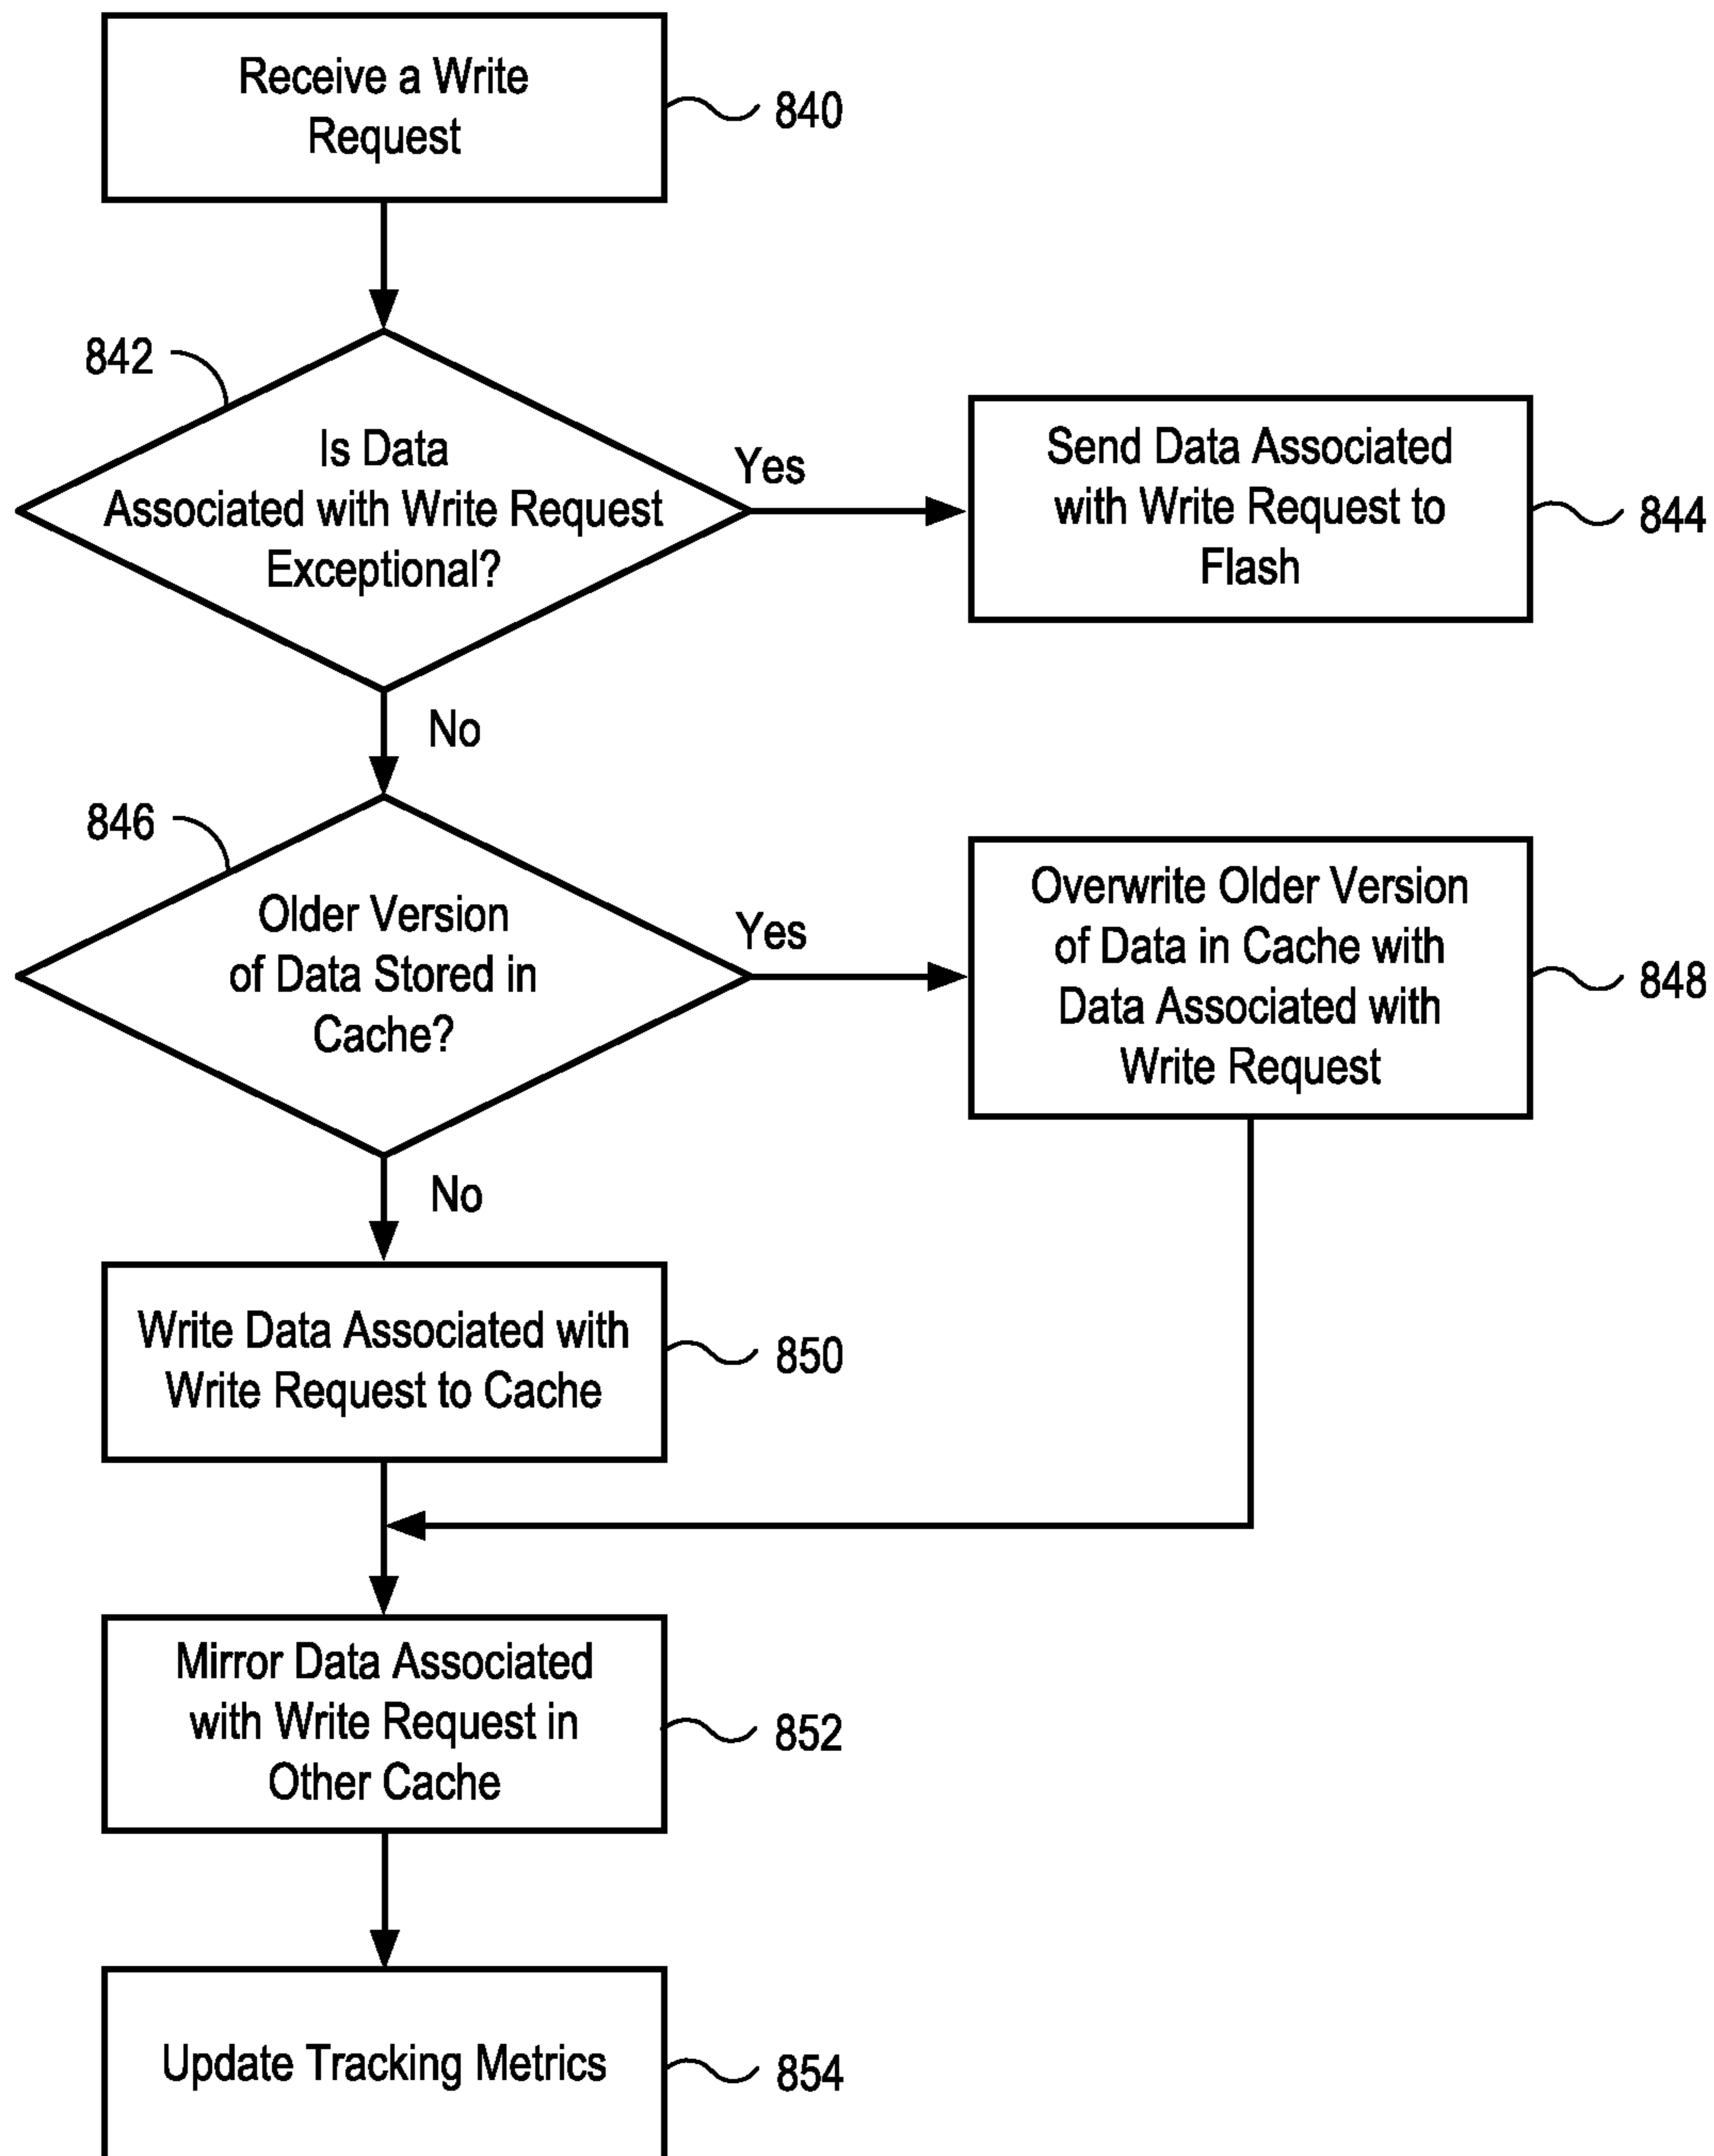 Receive a Write
Request
840
842
Is Data
Associated with Write Request
Exceptional?
Yes
Send Data Associated
with Write Request to
Flash
844
No
846
Older Version
of Data Stored in
Cache?
Yes
Overwrite Older Version
of Data in Cache with
Data Associated with
Write Request
848
No
Write Data Associated with
Write Request to Cache
850
Mirror Data Associated
with Write Request in
Other Cache
852
Update Tracking Metrics
854